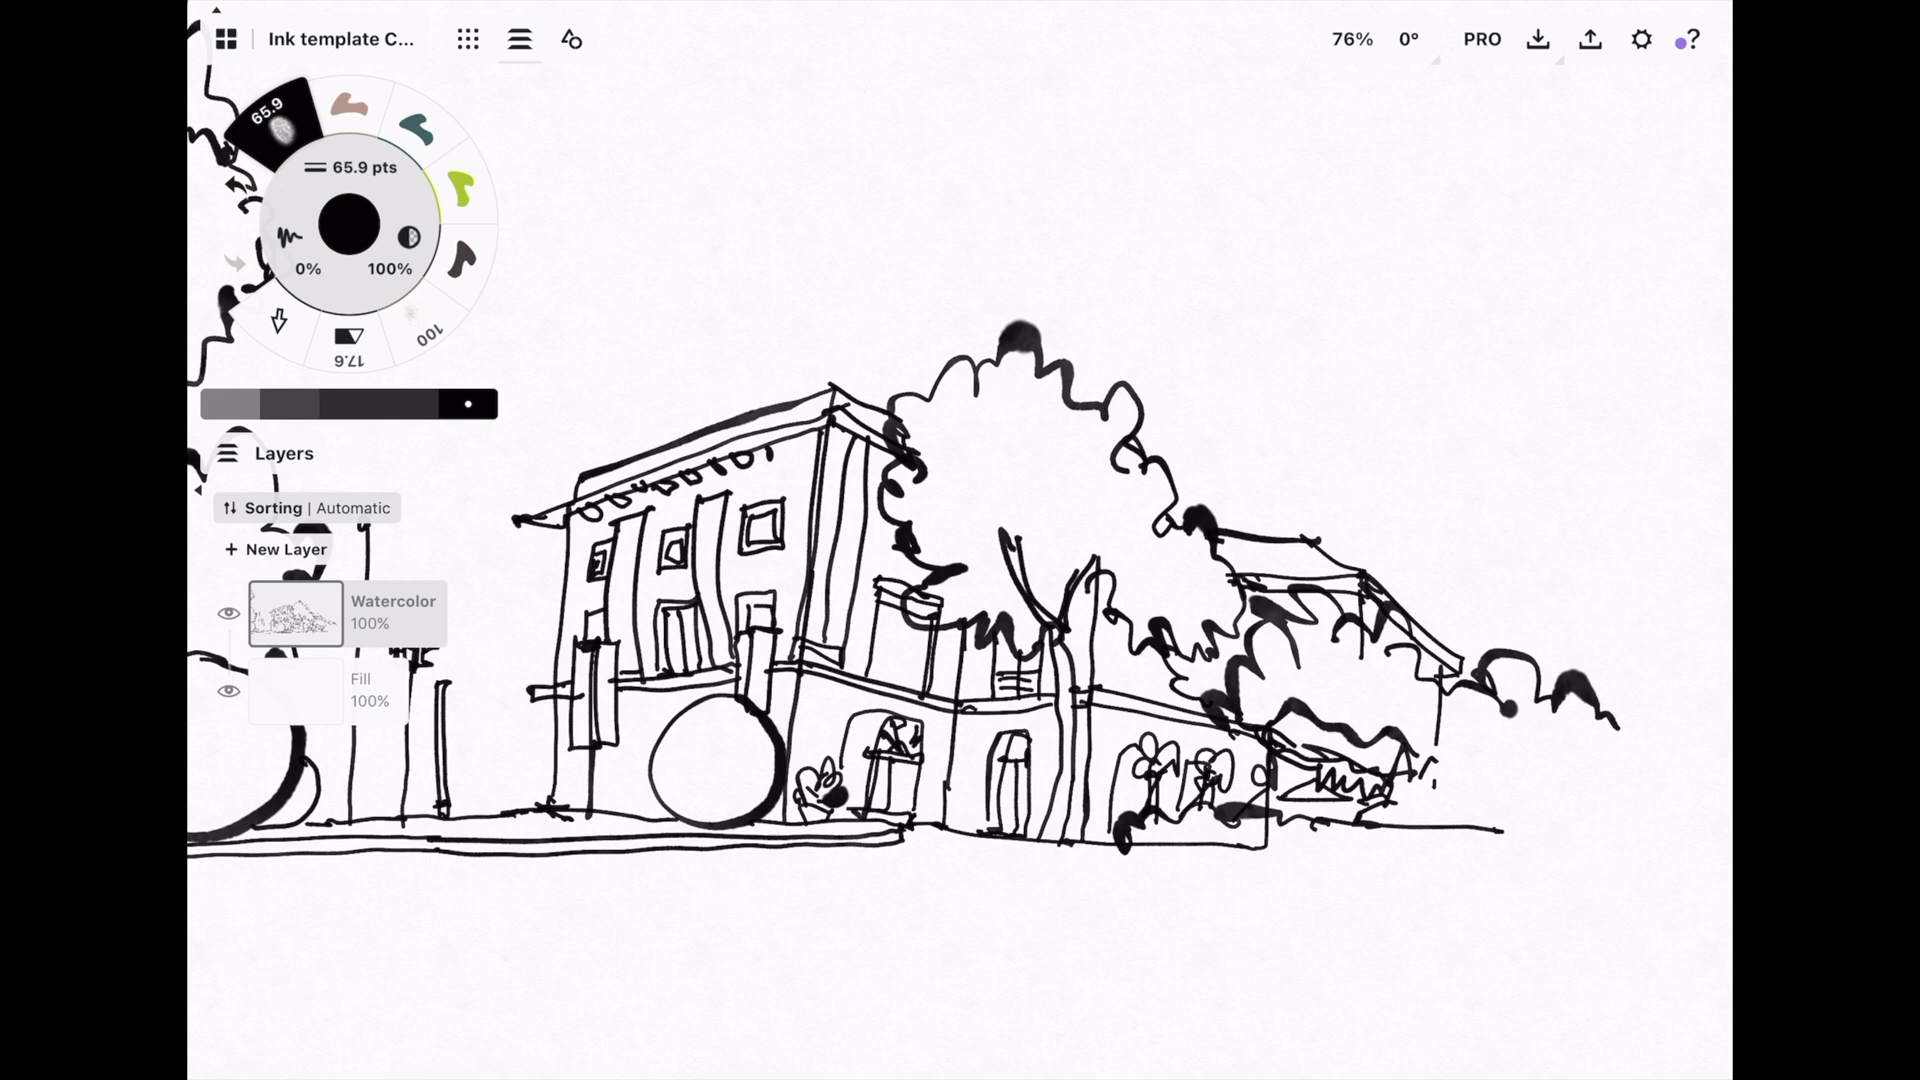 Ink template C...
76%
0°
PRO
?
65.9
65.9 pts
0%
100%
100
17.6
Layers
Sorting | Automatic
+ New Layer
Watercolor
100%
Fill
100%